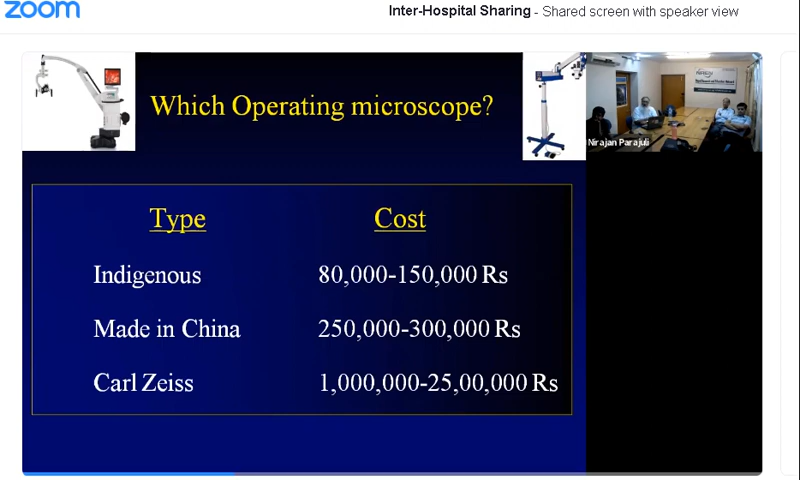 zoom
Inter-Hospital Sharing - Shared screen with speaker view
Which Operating microscope?
Nirajan Parajuli
Type Cost
Indigenous 80,000-150,000 Rs
Made in China 250,000-300,000 Rs
Carl Zeiss 1,000,000-25,00,000 Rs